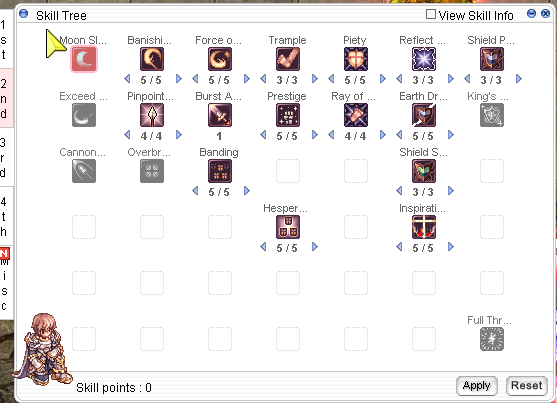 Skill Tree
View Skill Info
1st
2nd
3rd
4th
N
Misc
Moon Sl...
Banishi...
Force o...
Trample
Piety
Reflect ...
Shield P...
5 / 5
5 / 5
3 / 3
5 / 5
3 / 3
3 / 3
Exceed ...
Pinpoint...
Burst A...
Prestige
Ray of ...
Earth Dr...
King's ...
4 / 4
1
5 / 5
4 / 4
5 / 5
Cannon...
Overbr...
Banding
Shield S...
5 / 5
3 / 3
Hesper...
Inspirati...
5 / 5
5 / 5
Full Thr...
Skill points : 0
Apply
Reset